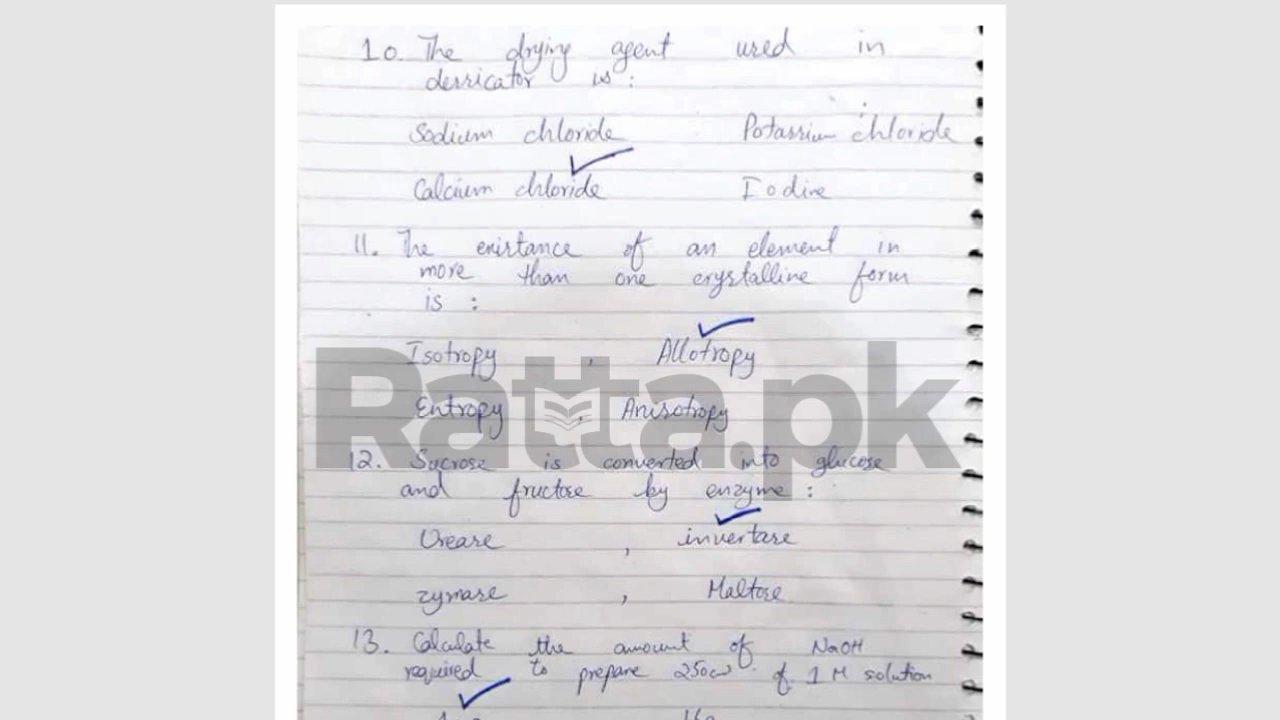 10. The drying agent used in
desricator is :
Sodium chloride Potassium chloride
Calcium chloride Iodine
11. The existance of an element in
more than one crystalline form
is :
Isotropy , Allotropy
Ratta.pk
Entropy , Anisotropy
12. Sucrose is converted into glucose
and fructose by enzyme :
Urease , invertase
zymase , Maltose
13. Calculate the amount of NaOH
required to prepare of 1 M solution